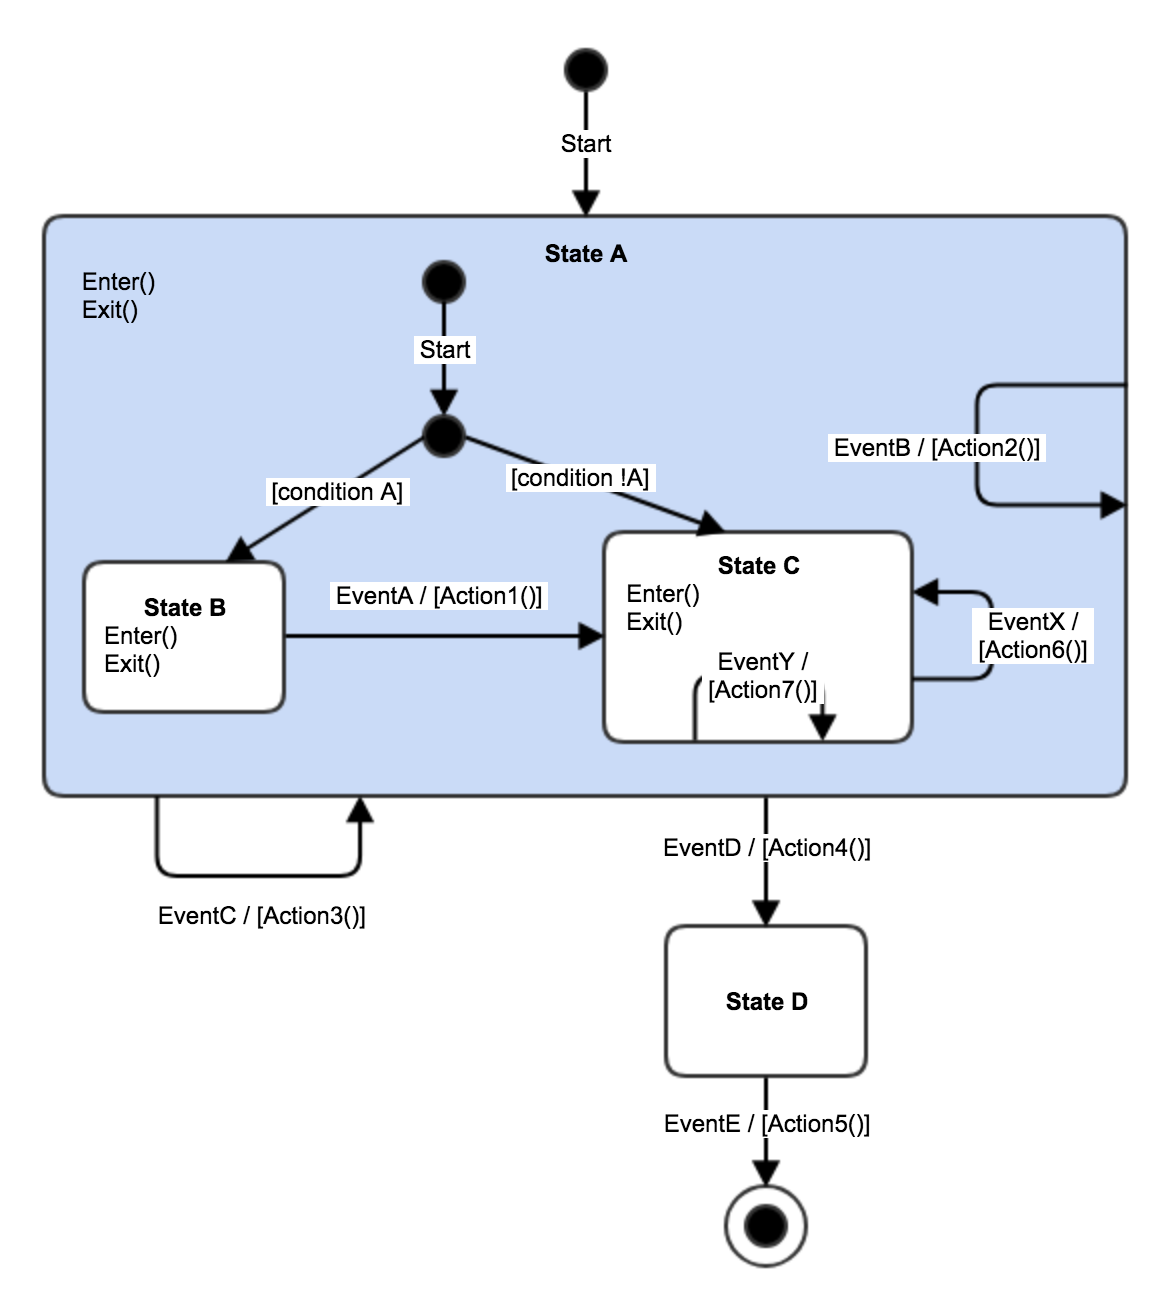 Start
State A
Enter()
Exit()
Start
EventB / [Action2()]
[condition A]
[condition !A]
State B
Enter()
Exit()
EventA / [Action1()]
State C
Enter()
Exit()
EventY /
[Action7()]
EventX /
[Action6()]
EventC / [Action3()]
EventD / [Action4()]
State D
EventE / [Action5()]